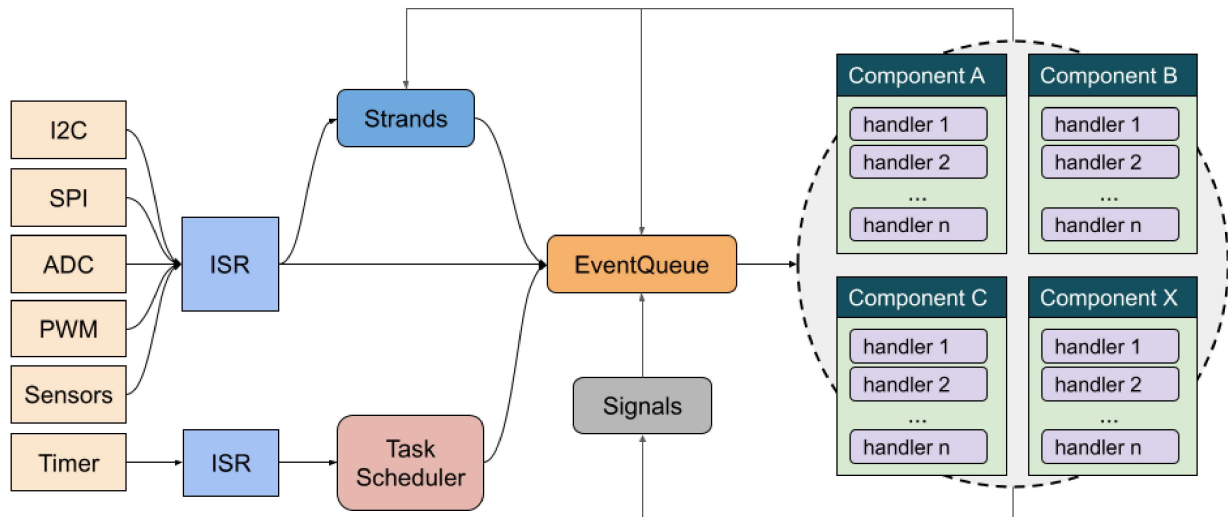 I2C
SPI
ADC
PWM
Sensors
Timer
ISR
ISR
Strands
Task
Scheduler
EventQueue
Signals
Component A
handler 1
handler 2
...
handler n
Component B
handler 1
handler 2
...
handler n
Component C
handler 1
handler 2
...
handler n
Component X
handler 1
handler 2
...
handler n